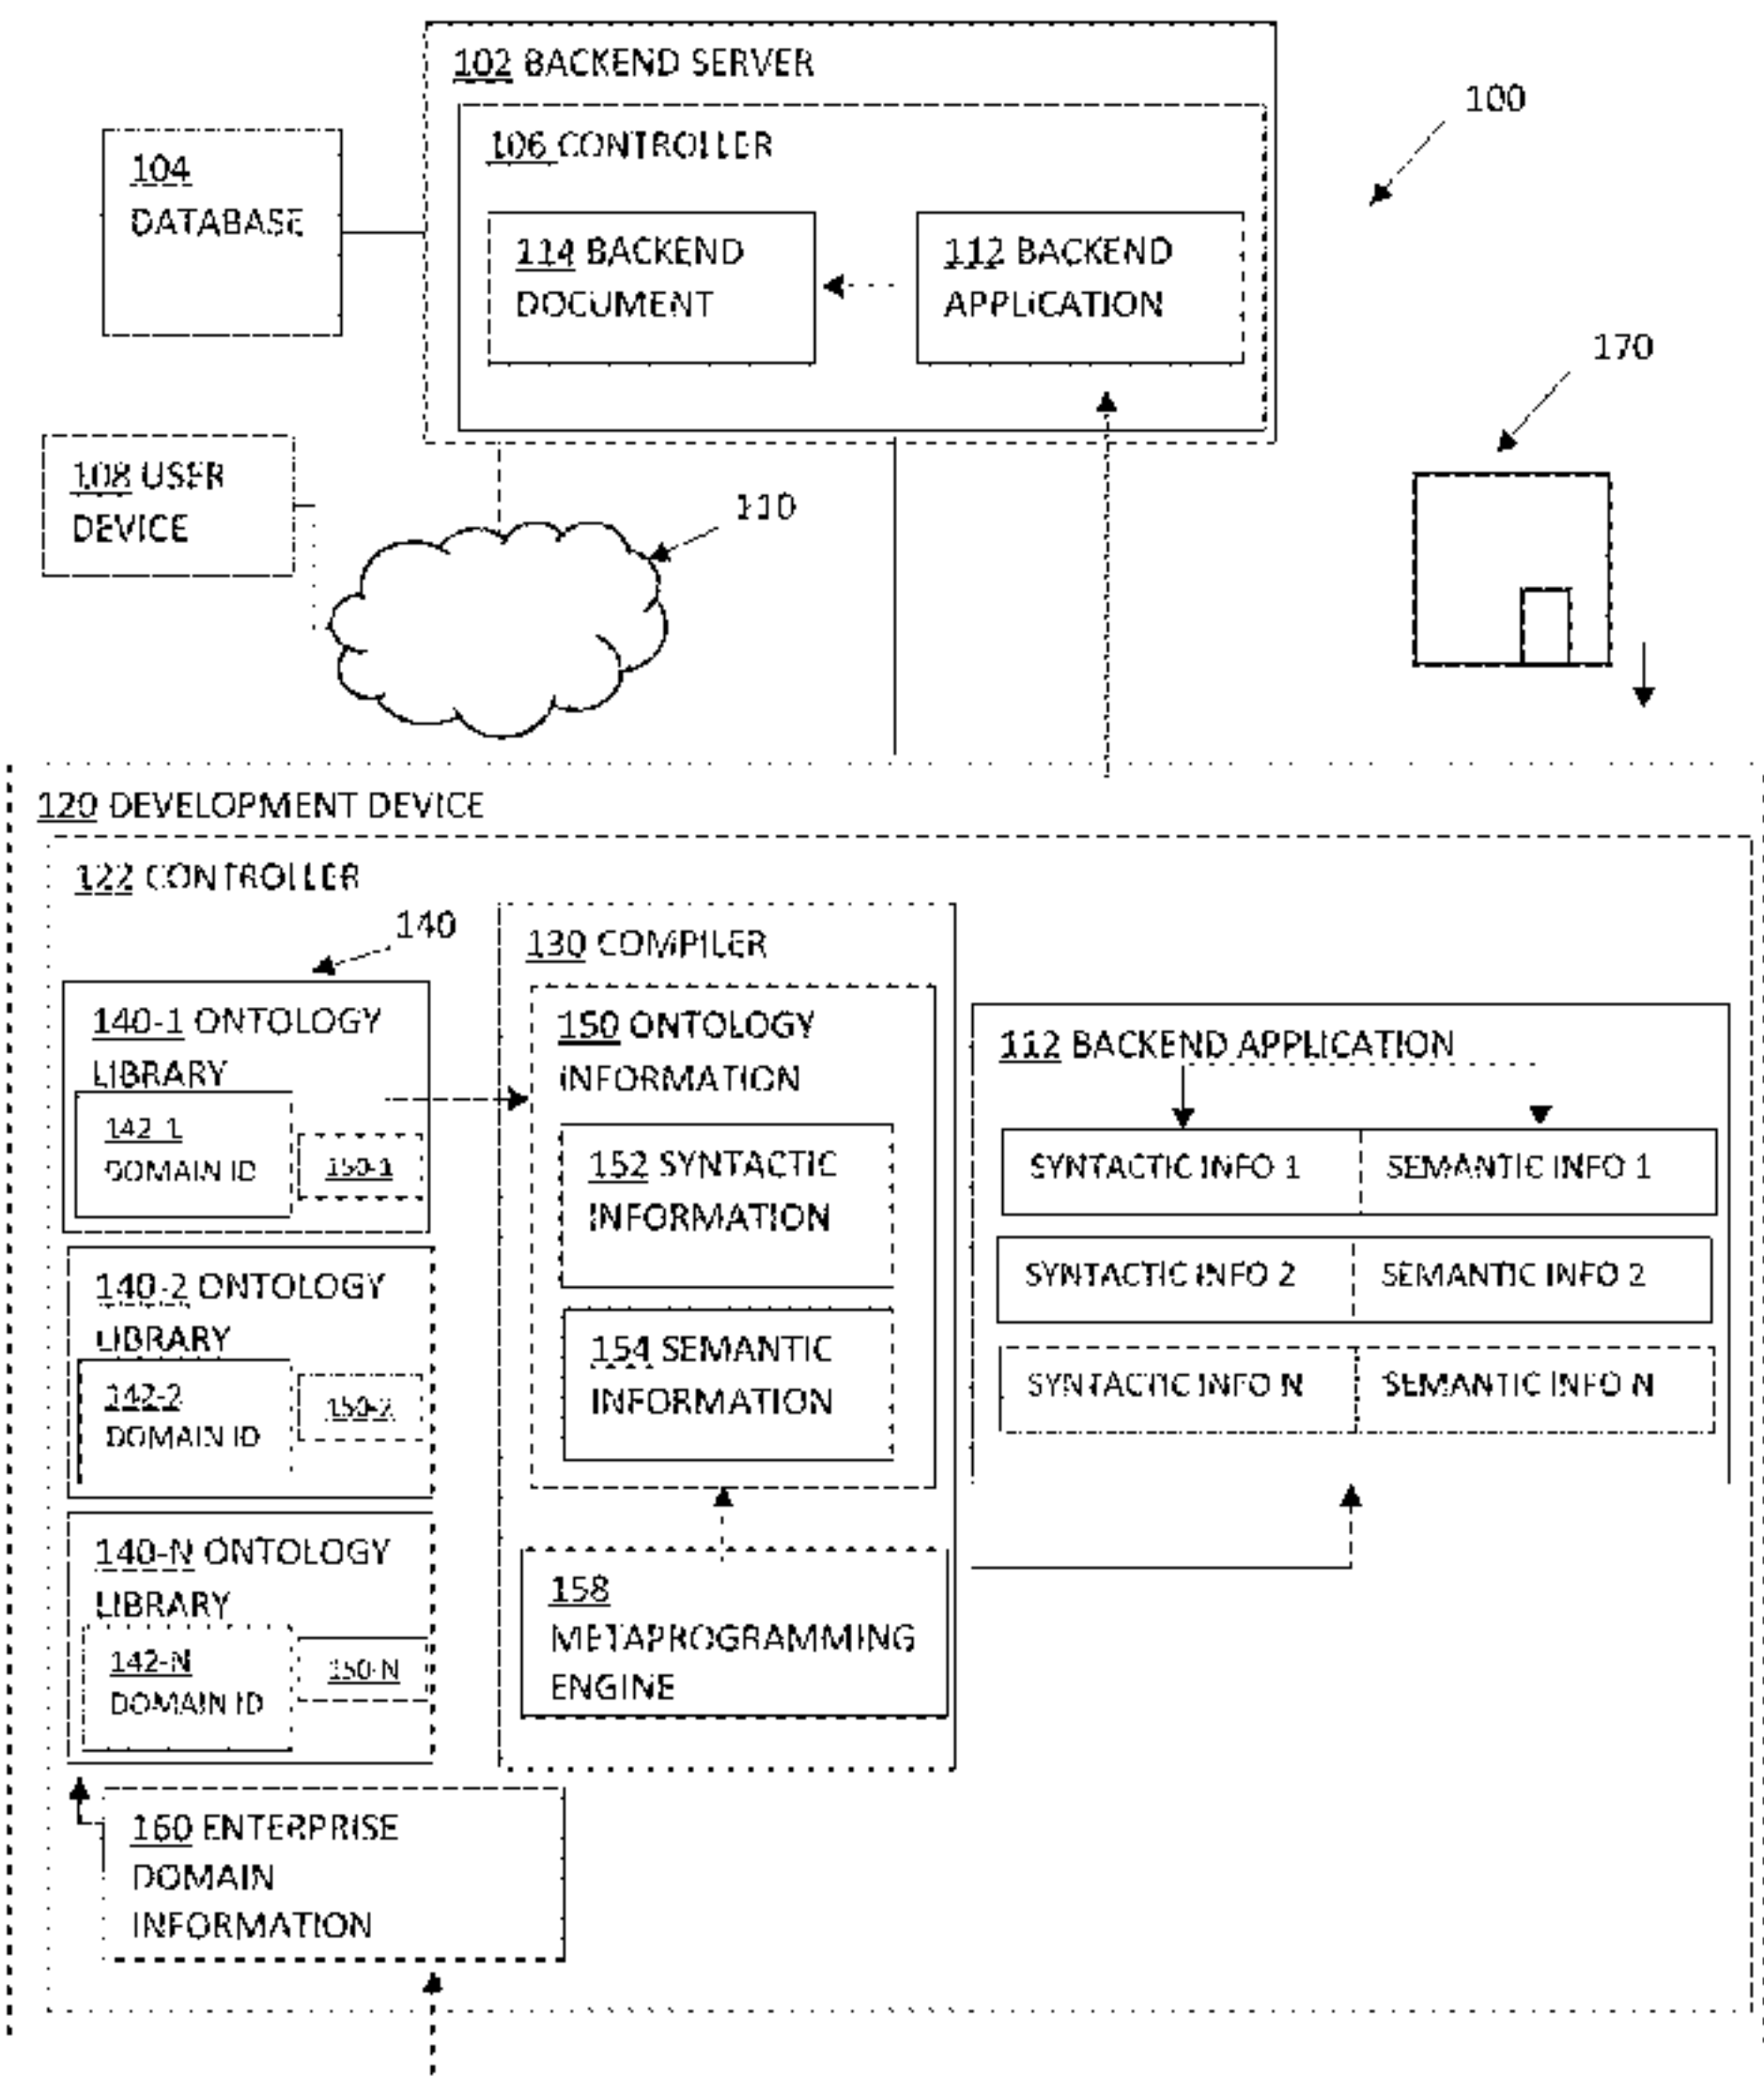 102 BACKEND SERVER
100
106 CONTROLLER
104
DATABASE
114 BACKEND
DOCUMENT
112 BACKEND
APPLICATION
170
108 USER
DEVICE
110
120 DEVELOPMENT DEVICE
122 CONTROLLER
140
130 COMPILER
140-1 ONTOLOGY
LIBRARY
142-1
DOMAIN ID
150-1
150 ONTOLOGY
INFORMATION
152 SYNTACTIC
INFORMATION
154 SEMANTIC
INFORMATION
112 BACKEND APPLICATION
SYNTACTIC INFO 1
SEMANTIC INFO 1
SYNTACTIC INFO 2
SEMANTIC INFO 2
SYNTACTIC INFO N
SEMANTIC INFO N
140-2 ONTOLOGY
LIBRARY
142-2
DOMAIN ID
150-2
140-N ONTOLOGY
LIBRARY
142-N
DOMAIN ID
150-N
158
METAPROGRAMMING
ENGINE
160 ENTERPRISE
DOMAIN
INFORMATION